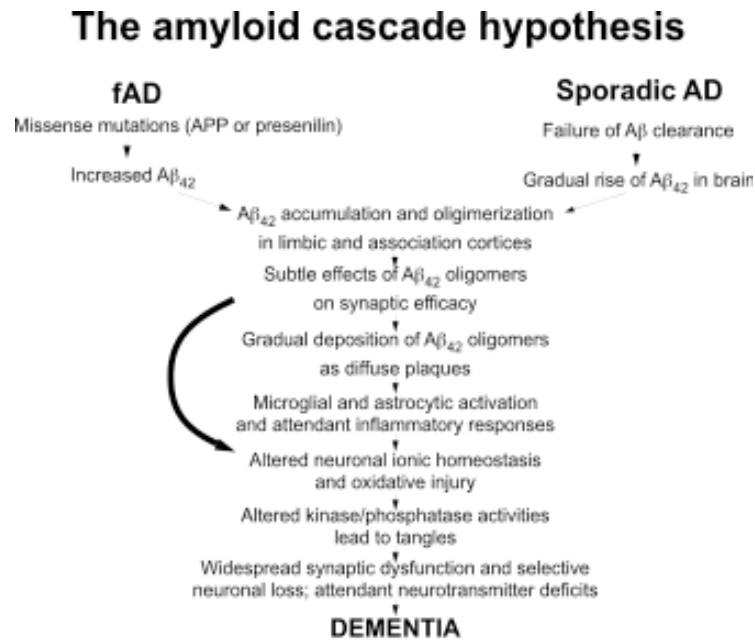 The amyloid cascade hypothesis
fAD
Missense mutations (APP or presenilin)
Increased Aβ₄₂
Sporadic AD
Failure of Aβ clearance
Gradual rise of Aβ₄₂ in brain
Aβ₄₂ accumulation and oligimerization
in limbic and association cortices
Subtle effects of Aβ₄₂ oligomers
on synaptic efficacy
Gradual deposition of Aβ₄₂ oligomers
as diffuse plaques
Microglial and astrocytic activation
and attendant inflammatory responses
Altered neuronal ionic homeostasis
and oxidative injury
Altered kinase/phosphatase activities
lead to tangles
Widespread synaptic dysfunction and selective
neuronal loss; attendant neurotransmitter deficits
DEMENTIA